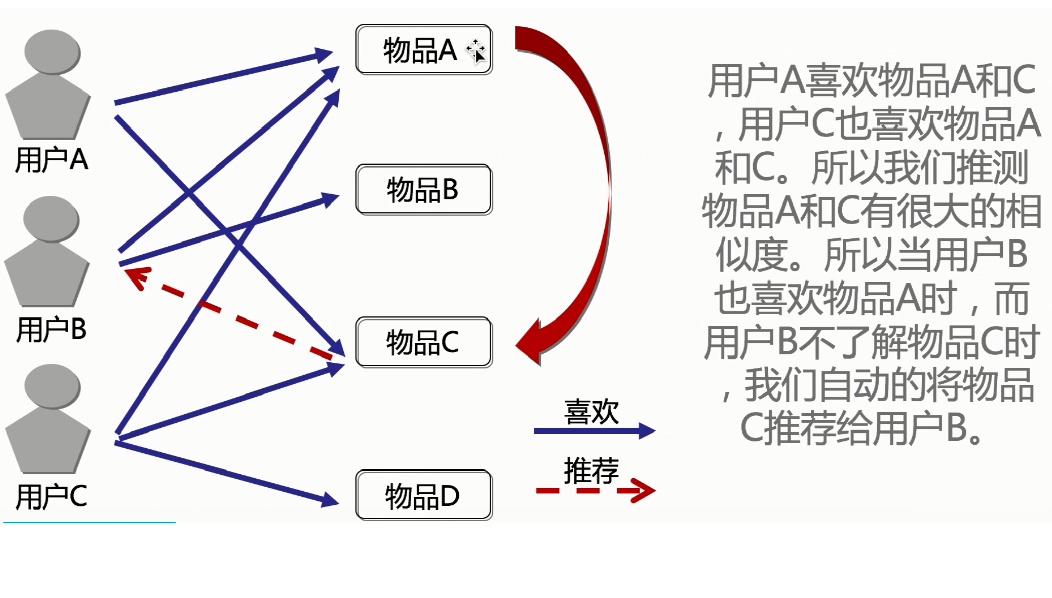 物品A
用户A
物品B
用户B
物品C
用户C
物品D
喜欢
推荐
用户A喜欢物品A和C
，用户C也喜欢物品A
和C。所以我们推测
物品A和C有很大的相
似度。所以当用户B
也喜欢物品A时，而
用户B不了解物品C时
，我们自动的将物品
C推荐给用户B。